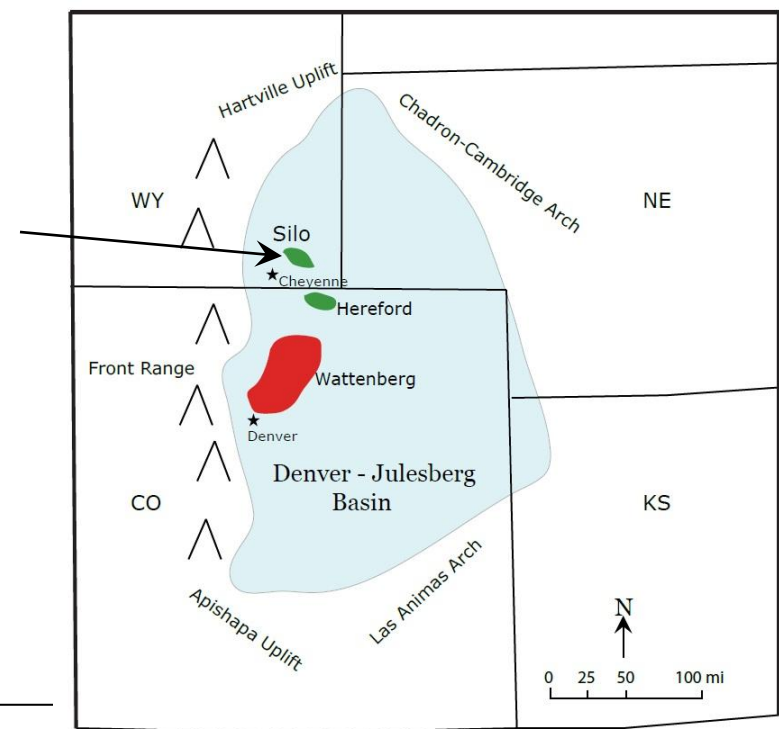 Hartville Uplift
Chadron-Cambridge Arch
WY
NE
Silo
Cheyenne
Hereford
Front Range
Wattenberg
Denver
Denver - Julesberg
Basin
CO
KS
Las Animas Arch
Apishapa Uplift
N
0 25 50 100 mi